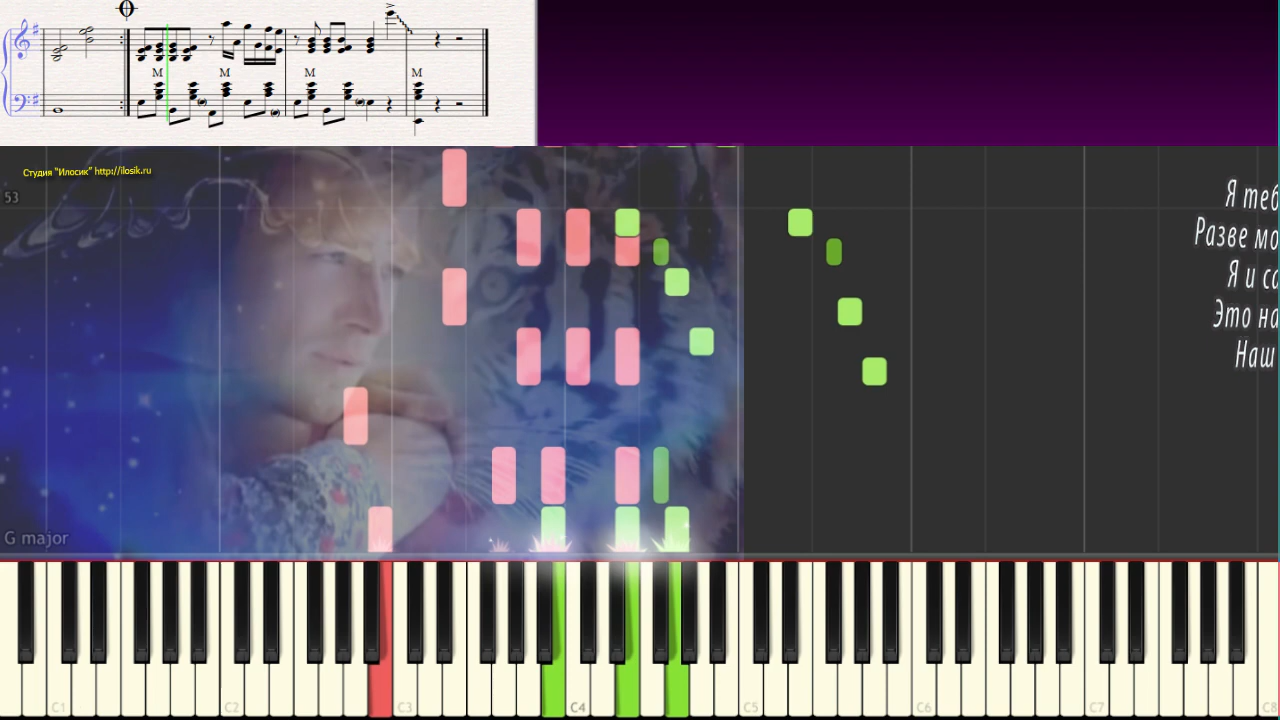 M M M M
Студия "Илосик" http://ilosik.ru
53
Я теб
Разве мо
Я и са
Это на
Наш
G major
C1 C2 C3 C4 C5 C6 C7 C8